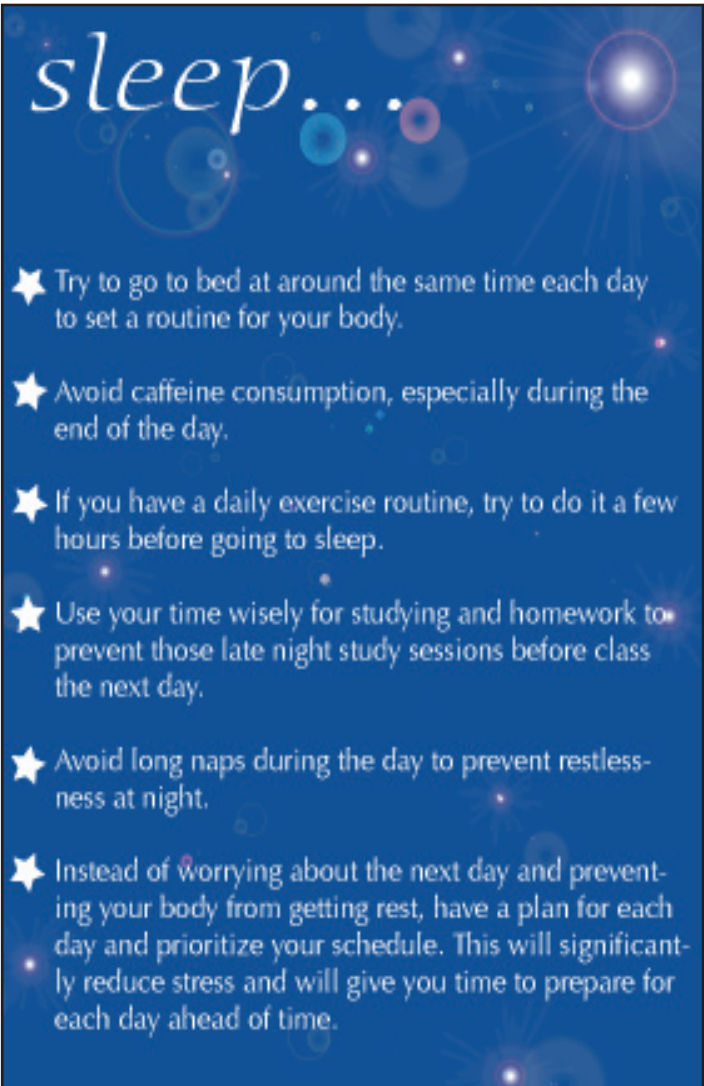 sleep...
Try to go to bed at around the same time each day
to set a routine for your body.
Avoid caffeine consumption, especially during the
end of the day.
If you have a daily exercise routine, try to do it a few
hours before going to sleep.
Use your time wisely for studying and homework to
prevent those late night study sessions before class
the next day.
Avoid long naps during the day to prevent restless-
ness at night.
Instead of worrying about the next day and prevent-
ing your body from getting rest, have a plan for each
day and prioritize your schedule. This will significant-
ly reduce stress and will give you time to prepare for
each day ahead of time.